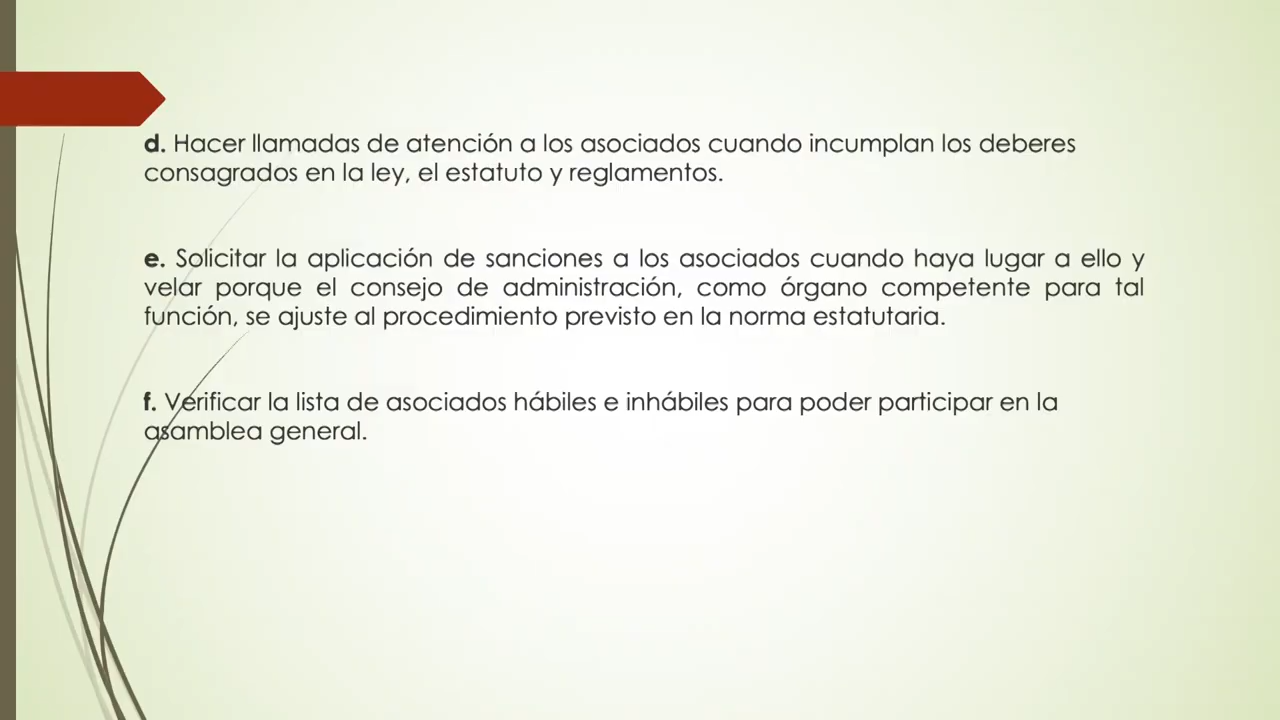 d. Hacer llamadas de atención a los asociados cuando incumplan los deberes
consagrados en la ley, el estatuto y reglamentos.
e. Solicitar la aplicación de sanciones a los asociados cuando haya lugar a ello y
velar porque el consejo de administración, como órgano competente para tal
función, se ajuste al procedimiento previsto en la norma estatutaria.
f. Verificar la lista de asociados hábiles e inhábiles para poder participar en la
asamblea general.